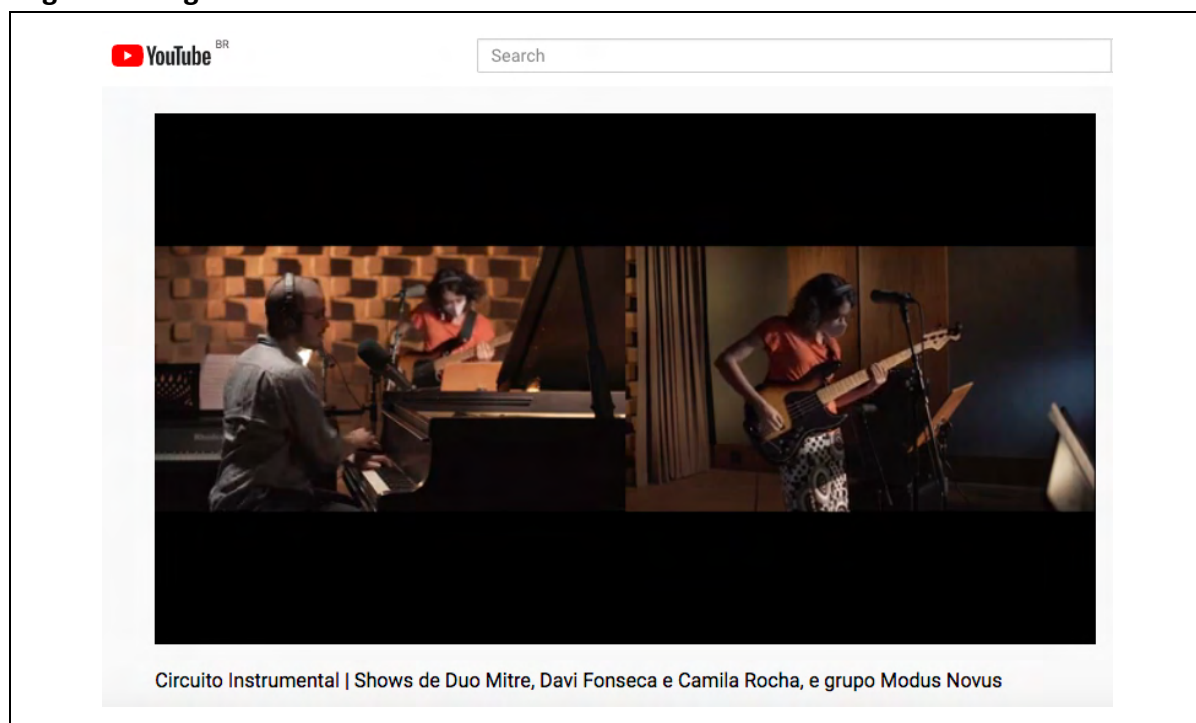 YouTube BR
Search
Circuito Instrumental | Shows de Duo Mitre, Davi Fonseca e Camila Rocha, e grupo Modus Novus